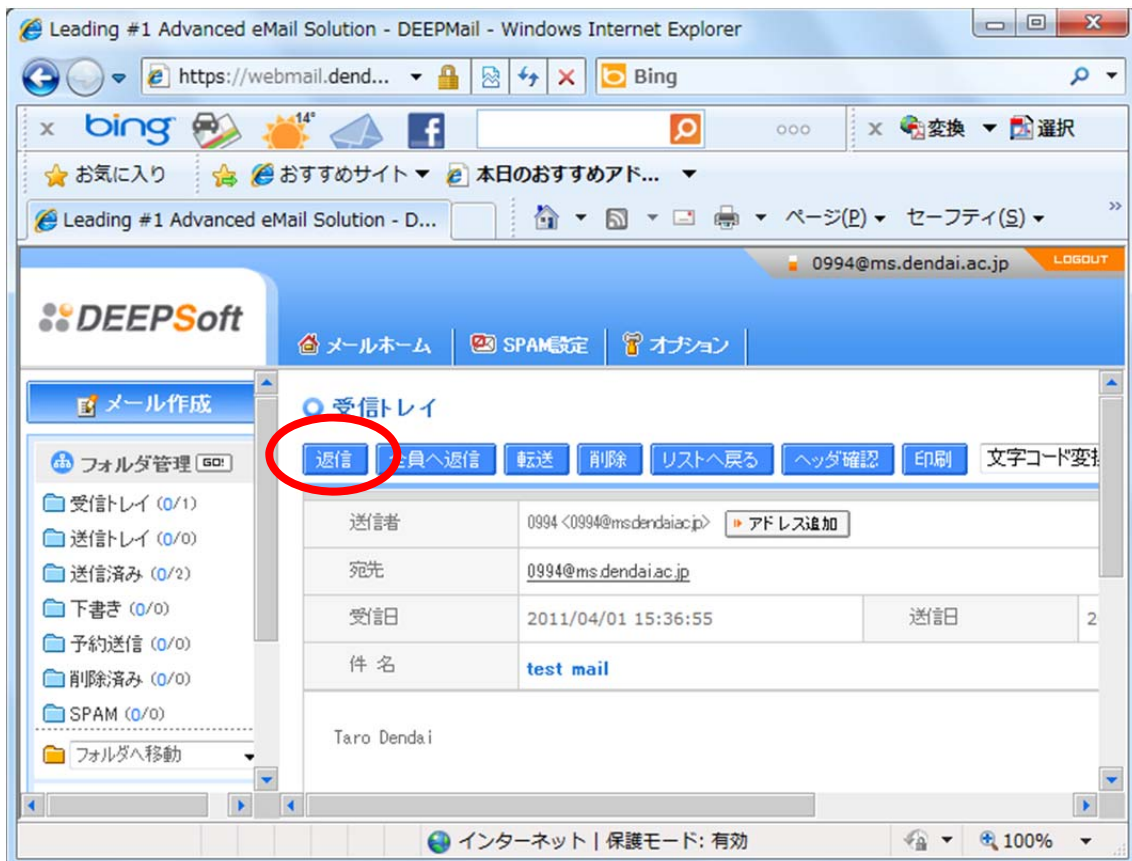 Leading #1 Advanced eMail Solution - DEEPMail - Windows Internet Explorer
https://webmail.dend... Bing
bing 14° f ○○○ x 変換 選択
お気に入り おすすめサイト 本日のおすすめアド...
Leading #1 Advanced eMail Solution - D... ページ(P) セーフティ(S) »
0994@ms.dendai.ac.jp LOGOUT
DEEPSoft
メールホーム SPAM設定 オプション
メール作成
受信トレイ
フォルダ管理 GO!
返信 全員へ返信 転送 削除 リストへ戻る ヘッダ確認 印刷 文字コード変換
受信トレイ (0/1)
送信トレイ (0/0)
送信済み (0/2)
下書き (0/0)
予約送信 (0/0)
削除済み (0/0)
SPAM (0/0)
フォルダへ移動
送信者 0994 <0994@ms.dendai.ac.jp> アドレス追加
宛先 0994@ms.dendai.ac.jp
受信日 2011/04/01 15:36:55 送信日 2
件 名 test mail
Taro Dendai
インターネット | 保護モード: 有効 100%